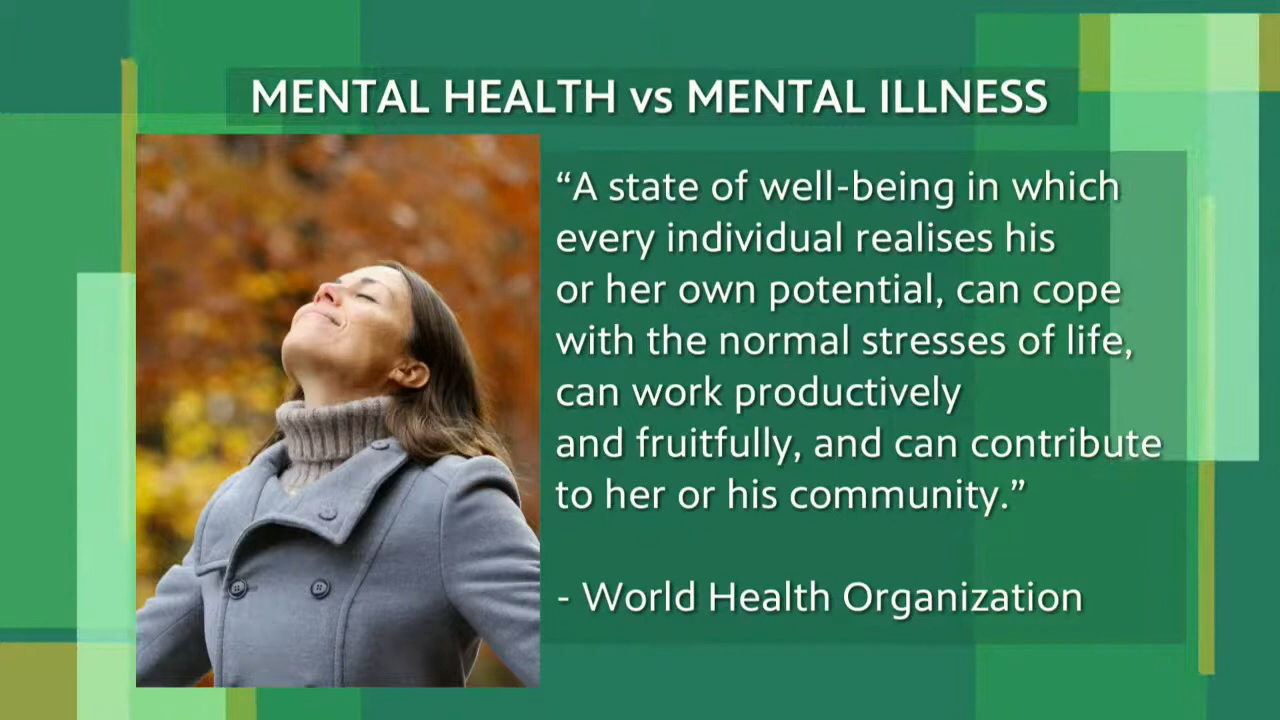 MENTAL HEALTH vs MENTAL ILLNESS
“A state of well-being in which
every individual realises his
or her own potential, can cope
with the normal stresses of life,
can work productively
and fruitfully, and can contribute
to her or his community.”
- World Health Organization